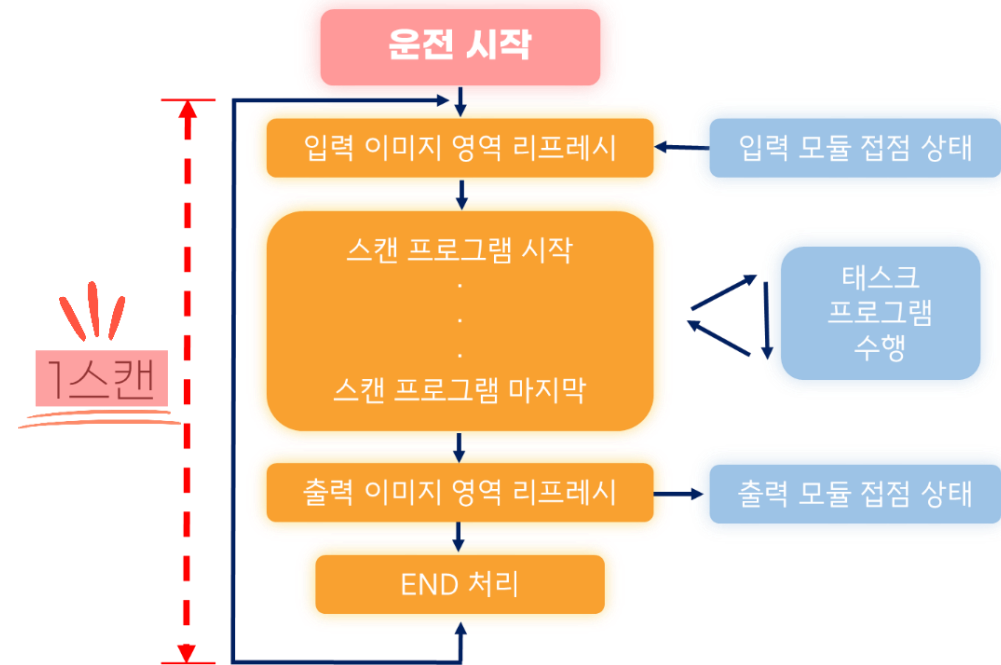 운전 시작
입력 이미지 영역 리프레시
입력 모듈 접점 상태
스캔 프로그램 시작
.
.
.
스캔 프로그램 마지막
태스크
프로그램
수행
1스캔
출력 이미지 영역 리프레시
출력 모듈 접점 상태
END 처리